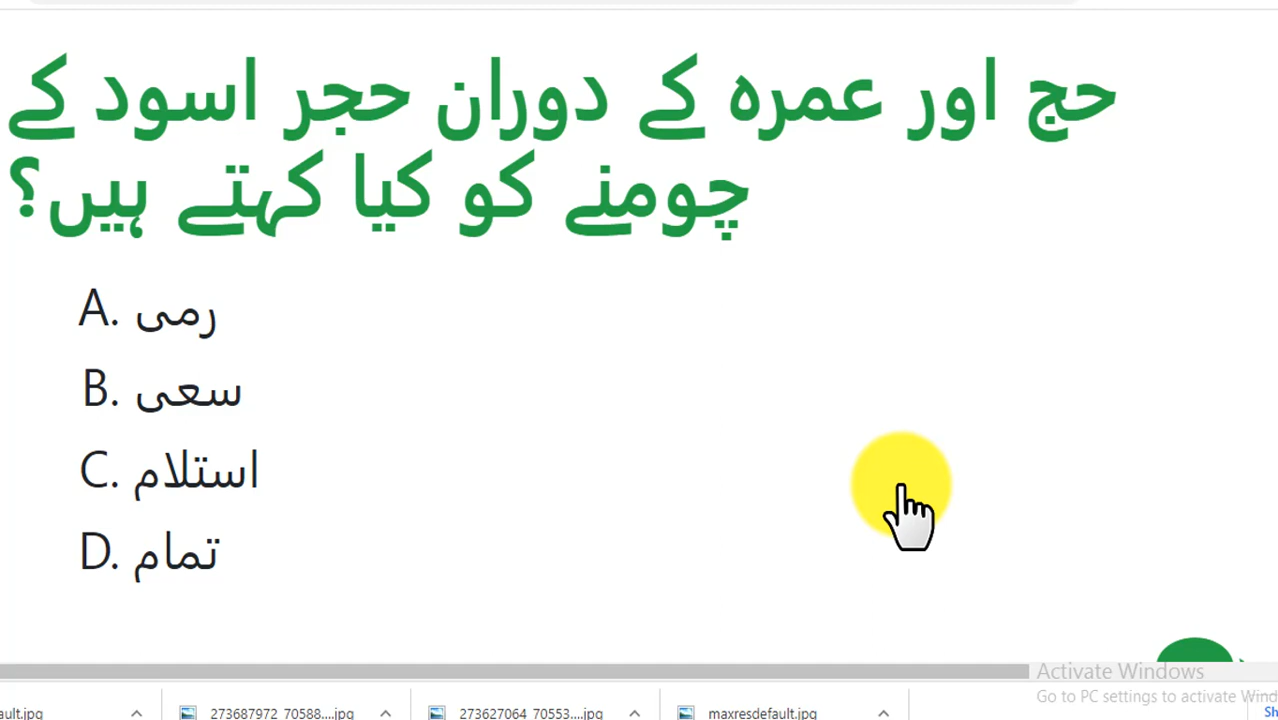 حج اور عمرہ کے دوران حجر اسود کے
چومنے کو کیا کہتے ہیں؟
A. رمی
B. سعی
C. استلام
D. تمام
Activate Windows
Go to PC settings to activate Wind
ault.jpg
273687972_70588....jpg
273627064_70553....jpg
maxresdefault.jpg
Sh